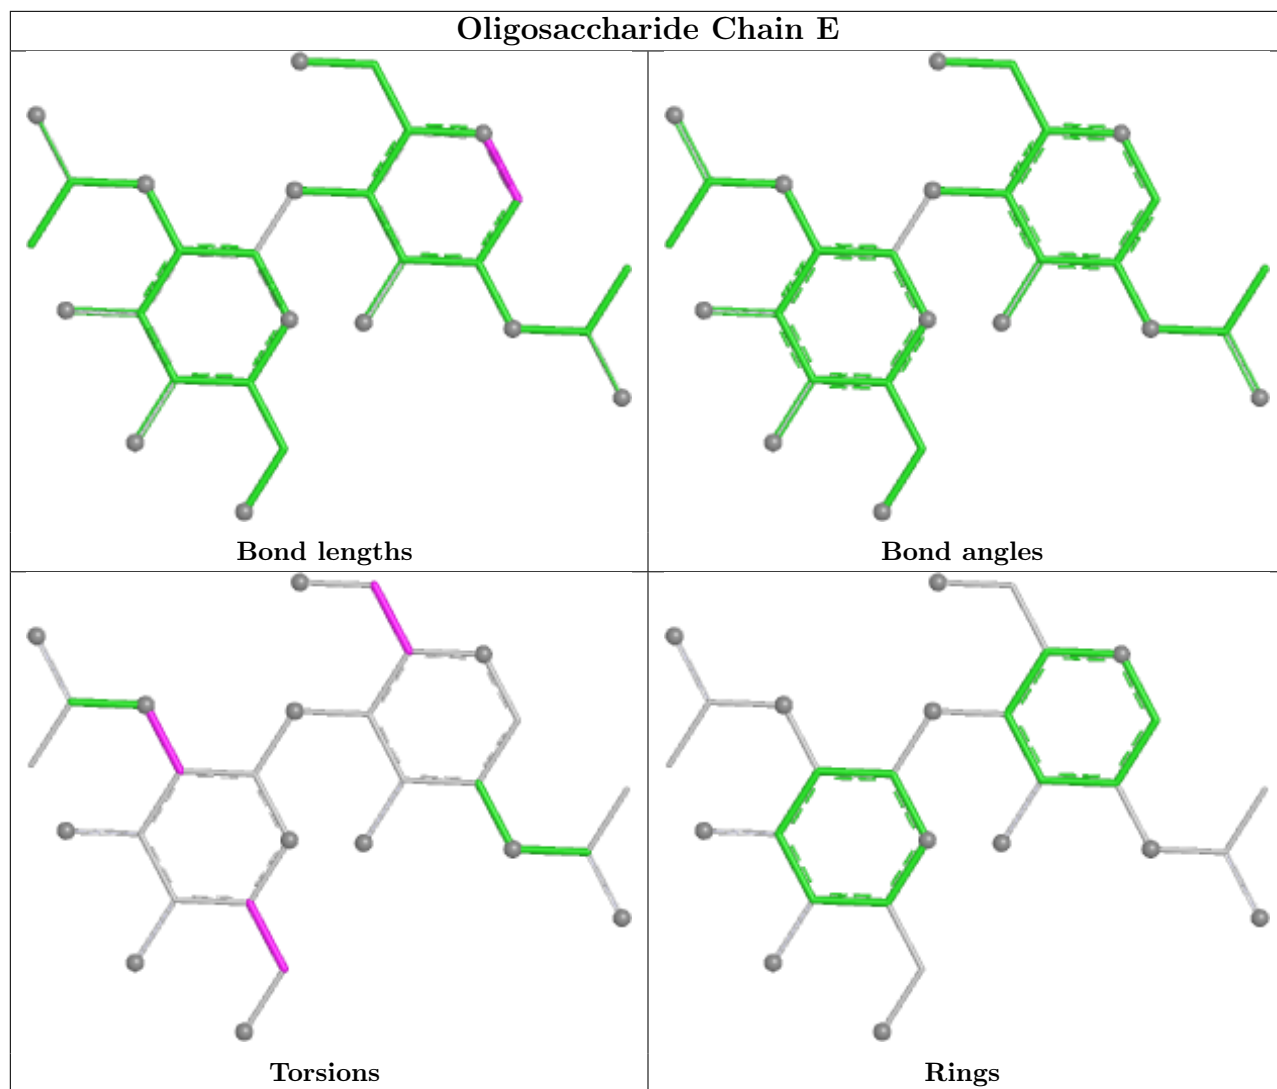 Oligosaccharide Chain E
Bond lengths
Bond angles
Torsions
Rings